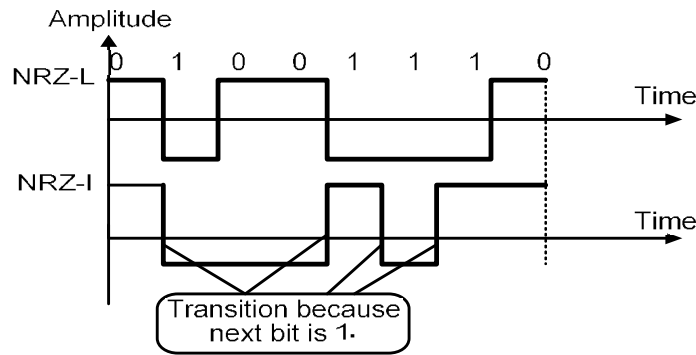 Amplitude
0 1 0 0 1 1 1 0
NRZ-L
Time
NRZ-I
Time
Transition because
next bit is 1.